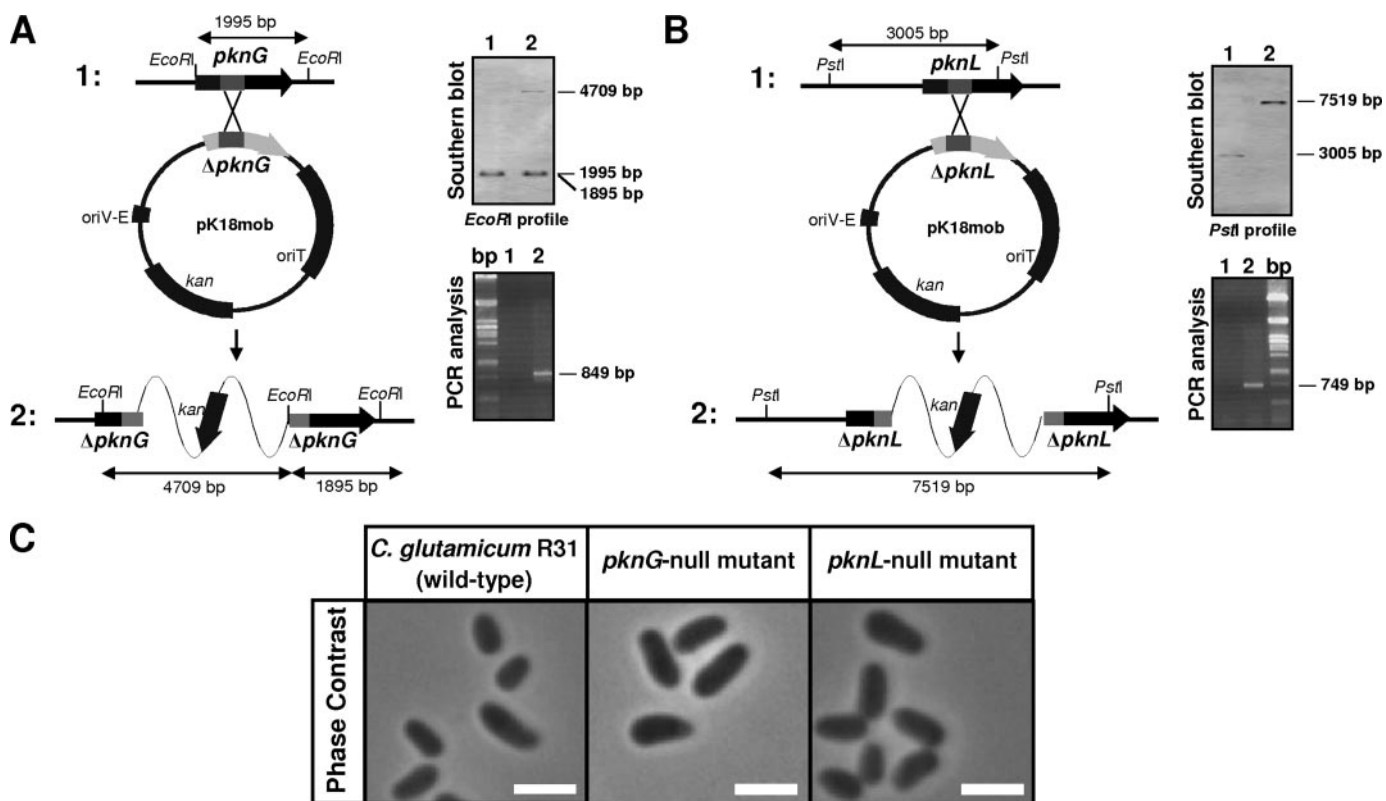 A
1995 bp
EcoRI
pknG
EcoRI
1:
ΔpknG
oriV-E
pK18mob
oriT
kan
EcoRI
EcoRI
EcoRI
2:
kan
ΔpknG
ΔpknG
4709 bp
1895 bp
Southern blot
1 2
4709 bp
1995 bp
1895 bp
EcoRI profile
PCR analysis
bp 1 2
849 bp
B
3005 bp
PstI
pknL
PstI
1:
ΔpknL
oriV-E
pK18mob
oriT
kan
PstI
PstI
2:
kan
ΔpknL
ΔpknL
7519 bp
Southern blot
1 2
7519 bp
3005 bp
PstI profile
PCR analysis
1 2 bp
749 bp
C
C. glutamicum R31
(wild-type)
pknG-null mutant
pknL-null mutant
Phase Contrast